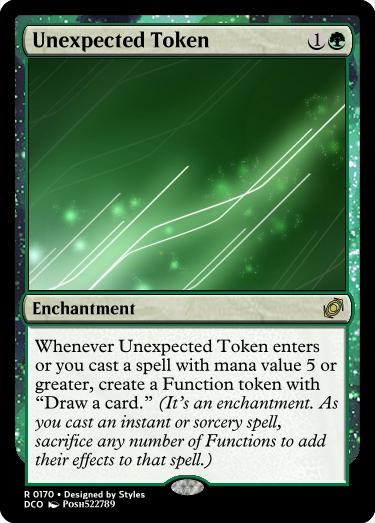 Unexpected Token 1
Enchantment
Whenever Unexpected Token enters
or you cast a spell with mana value 5 or
greater, create a Function token with
“Draw a card.” (It’s an enchantment. As
you cast an instant or sorcery spell,
sacrifice any number of Functions to add
their effects to that spell.)
R 0170 • Designed by Styles
DCO Posh522789